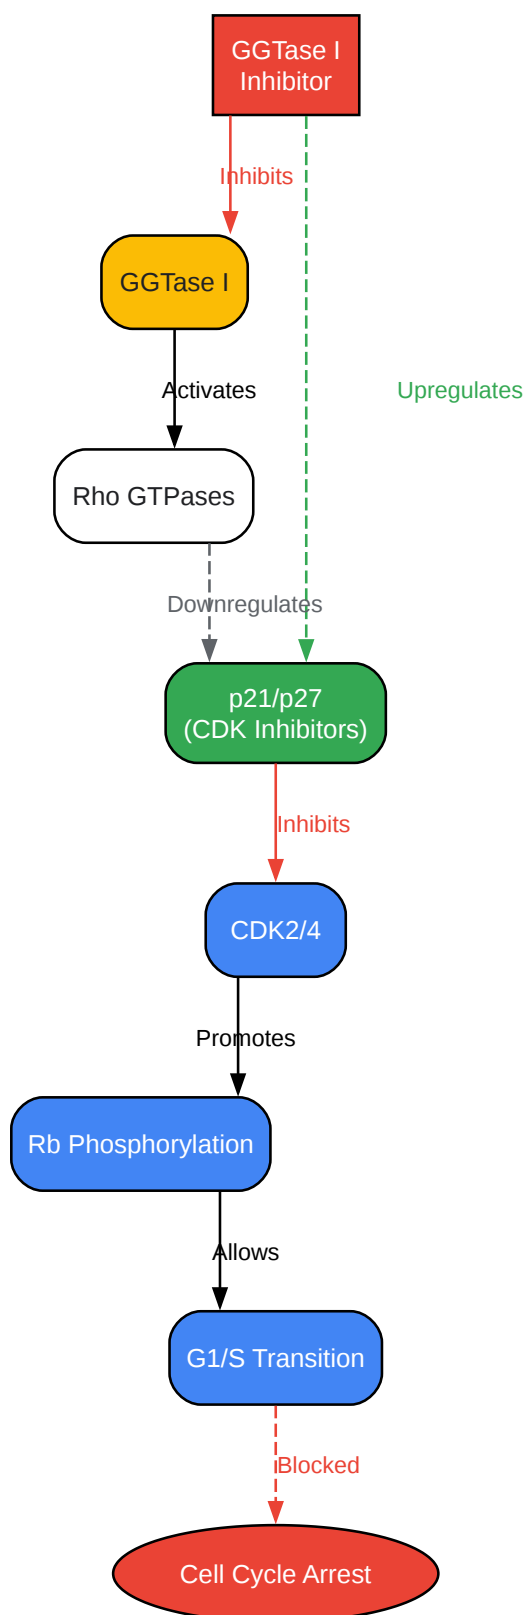 GGTase I
Inhibitor
Inhibits
GGTase I
Activates
Upregulates
Rho GTPases
Downregulates
p21/p27
(CDK Inhibitors)
Inhibits
CDK2/4
Promotes
Rb Phosphorylation
Allows
G1/S Transition
Blocked
Cell Cycle Arrest